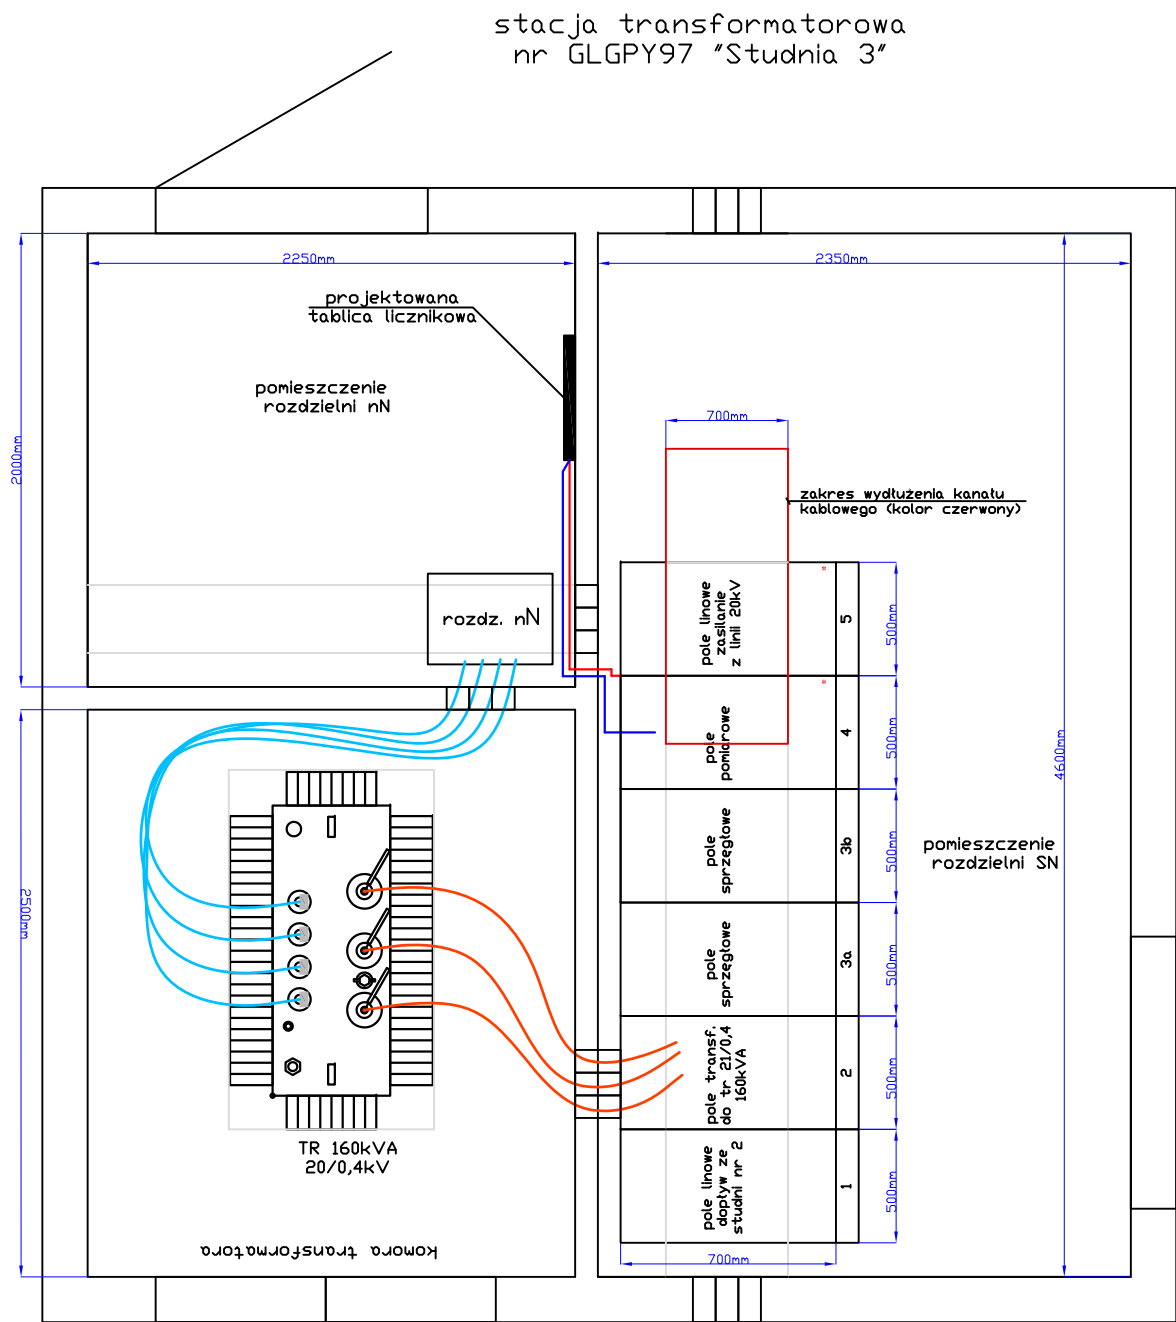 stacja transformatorowa
nr GLGPY97 "Studnia 3"
2250mm
2350mm
projektowana
tablica licznikowa
pomieszczenie
rozdzielni nN
2000mm
700mm
zakres wydłużenia kanału
kablowego (kolor czerwony)
rozdz. nN
pole linowe
zasilanie
z linii 20kV
5
500mm
pole
pomiarowe
4
500mm
4600mm
pole
sprzęgłowe
3b
500mm
pomieszczenie
rozdzielni SN
2500mm
pole
sprzęgłowe
3a
500mm
pole transf.
do tr 21/0,4
160kVA
2
500mm
TR 160kVA
20/0,4kV
pole linowe
dopływ ze
studni nr 2
1
500mm
komora transformatora
700mm